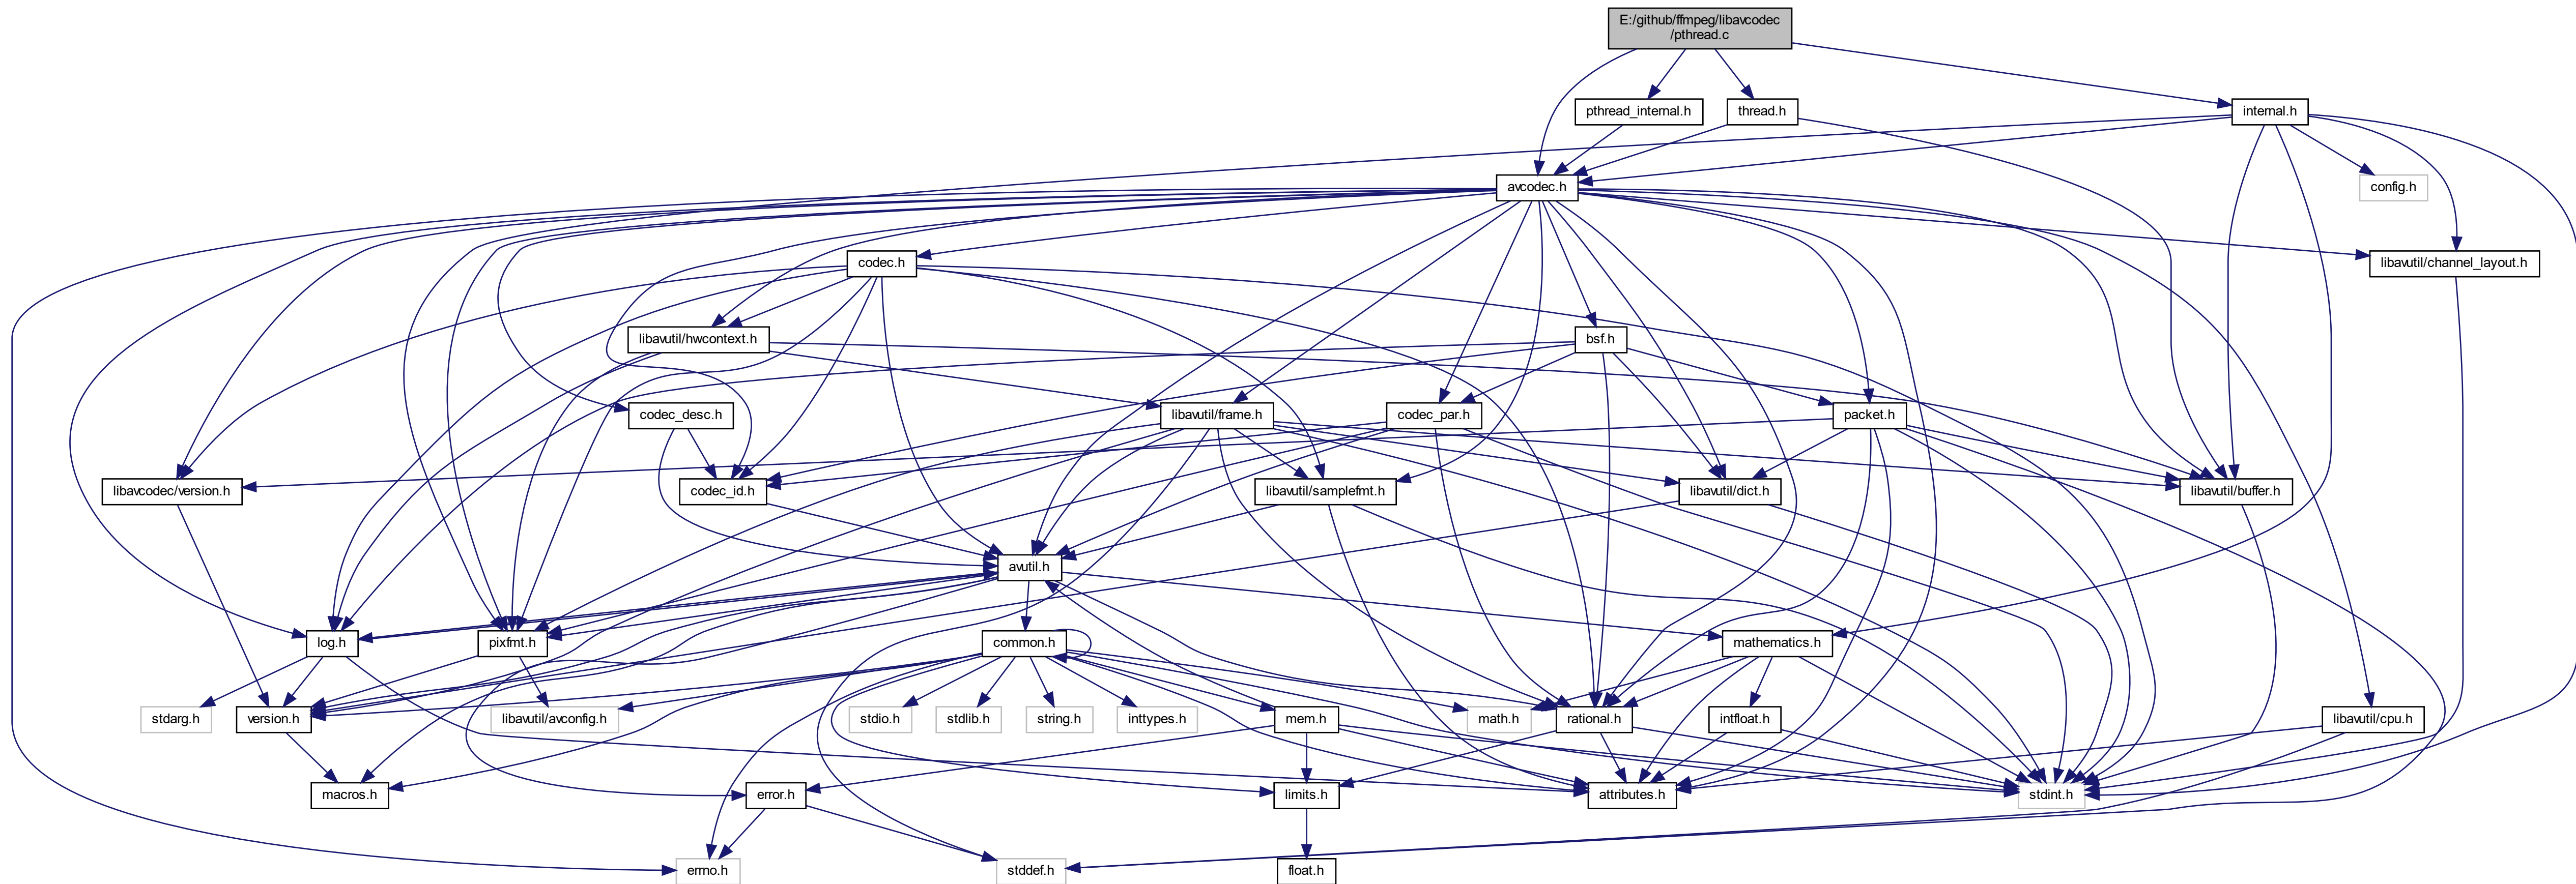 E:/github/ffmpeg/libavcodec
/pthread.c
pthread_internal.h
thread.h
internal.h
avcodec.h
config.h
codec.h
libavutil/channel_layout.h
libavutil/hwcontext.h
bsf.h
codec_desc.h
libavutil/frame.h
codec_par.h
packet.h
libavcodec/version.h
codec_id.h
libavutil/samplefmt.h
libavutil/dict.h
libavutil/buffer.h
avutil.h
log.h
pixfmt.h
common.h
mathematics.h
stdarg.h
version.h
libavutil/avconfig.h
stdio.h
stdlib.h
string.h
inttypes.h
mem.h
math.h
rational.h
intfloat.h
libavutil/cpu.h
macros.h
error.h
limits.h
attributes.h
stdint.h
errno.h
stddef.h
float.h